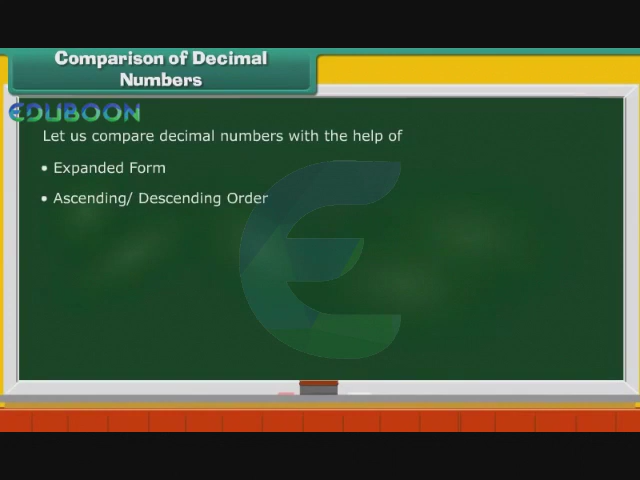 Comparison of Decimal
Numbers
EDUBOON
Let us compare decimal numbers with the help of
• Expanded Form
• Ascending/ Descending Order